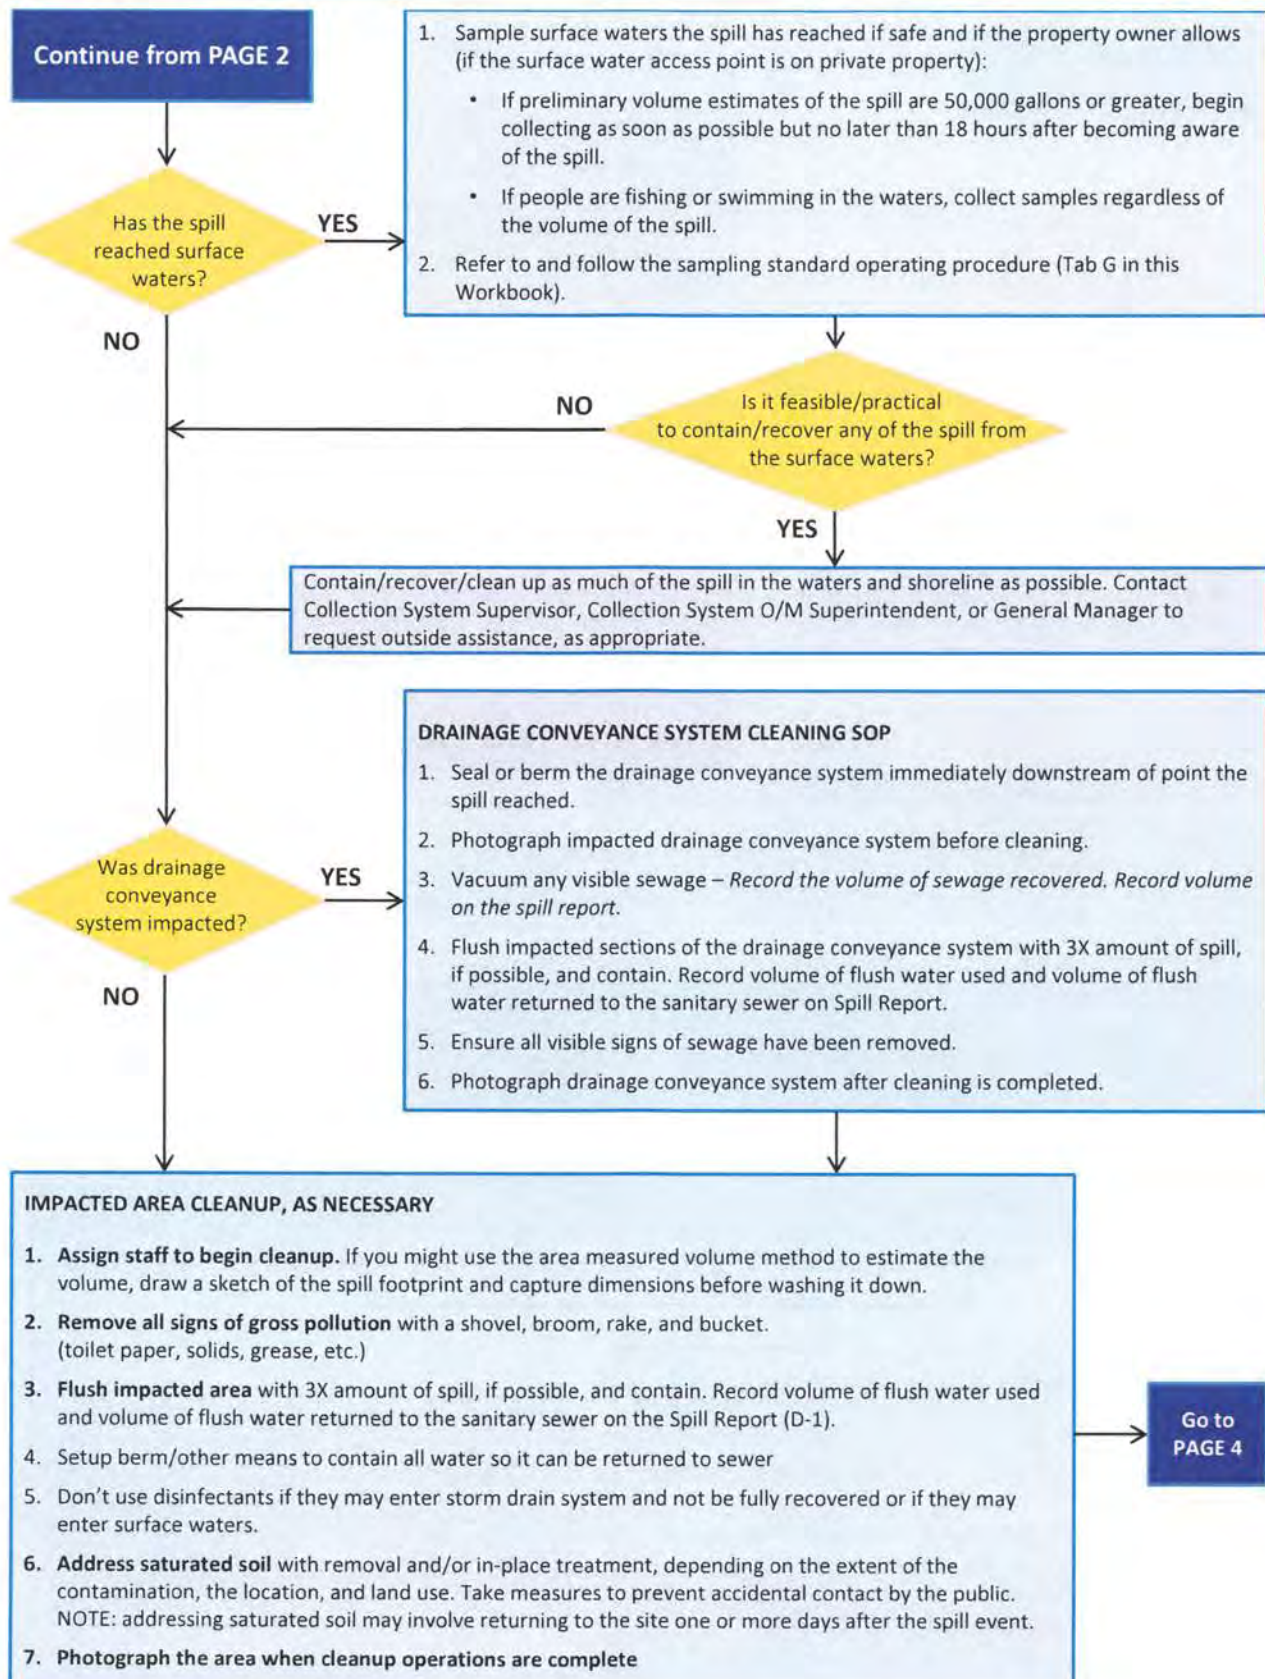 Continue from PAGE 2
1. Sample surface waters the spill has reached if safe and if the property owner allows
(if the surface water access point is on private property):
• If preliminary volume estimates of the spill are 50,000 gallons or greater, begin
collecting as soon as possible but no later than 18 hours after becoming aware
of the spill.
• If people are fishing or swimming in the waters, collect samples regardless of
the volume of the spill.
2. Refer to and follow the sampling standard operating procedure (Tab G in this
Workbook).
Has the spill
reached surface
waters?
YES
NO
Is it feasible/practical
to contain/recover any of the spill from
the surface waters?
NO
YES
Contain/recover/clean up as much of the spill in the waters and shoreline as possible. Contact
Collection System Supervisor, Collection System O/M Superintendent, or General Manager to
request outside assistance, as appropriate.
Was drainage
conveyance
system impacted?
YES
NO
DRAINAGE CONVEYANCE SYSTEM CLEANING SOP
1. Seal or berm the drainage conveyance system immediately downstream of point the
spill reached.
2. Photograph impacted drainage conveyance system before cleaning.
3. Vacuum any visible sewage – Record the volume of sewage recovered. Record volume
on the spill report.
4. Flush impacted sections of the drainage conveyance system with 3X amount of spill,
if possible, and contain. Record volume of flush water used and volume of flush
water returned to the sanitary sewer on Spill Report.
5. Ensure all visible signs of sewage have been removed.
6. Photograph drainage conveyance system after cleaning is completed.
IMPACTED AREA CLEANUP, AS NECESSARY
1. Assign staff to begin cleanup. If you might use the area measured volume method to estimate the
volume, draw a sketch of the spill footprint and capture dimensions before washing it down.
2. Remove all signs of gross pollution with a shovel, broom, rake, and bucket.
(toilet paper, solids, grease, etc.)
3. Flush impacted area with 3X amount of spill, if possible, and contain. Record volume of flush water used
and volume of flush water returned to the sanitary sewer on the Spill Report (D-1).
4. Setup berm/other means to contain all water so it can be returned to sewer
5. Don't use disinfectants if they may enter storm drain system and not be fully recovered or if they may
enter surface waters.
6. Address saturated soil with removal and/or in-place treatment, depending on the extent of the
contamination, the location, and land use. Take measures to prevent accidental contact by the public.
NOTE: addressing saturated soil may involve returning to the site one or more days after the spill event.
7. Photograph the area when cleanup operations are complete
Go to
PAGE 4